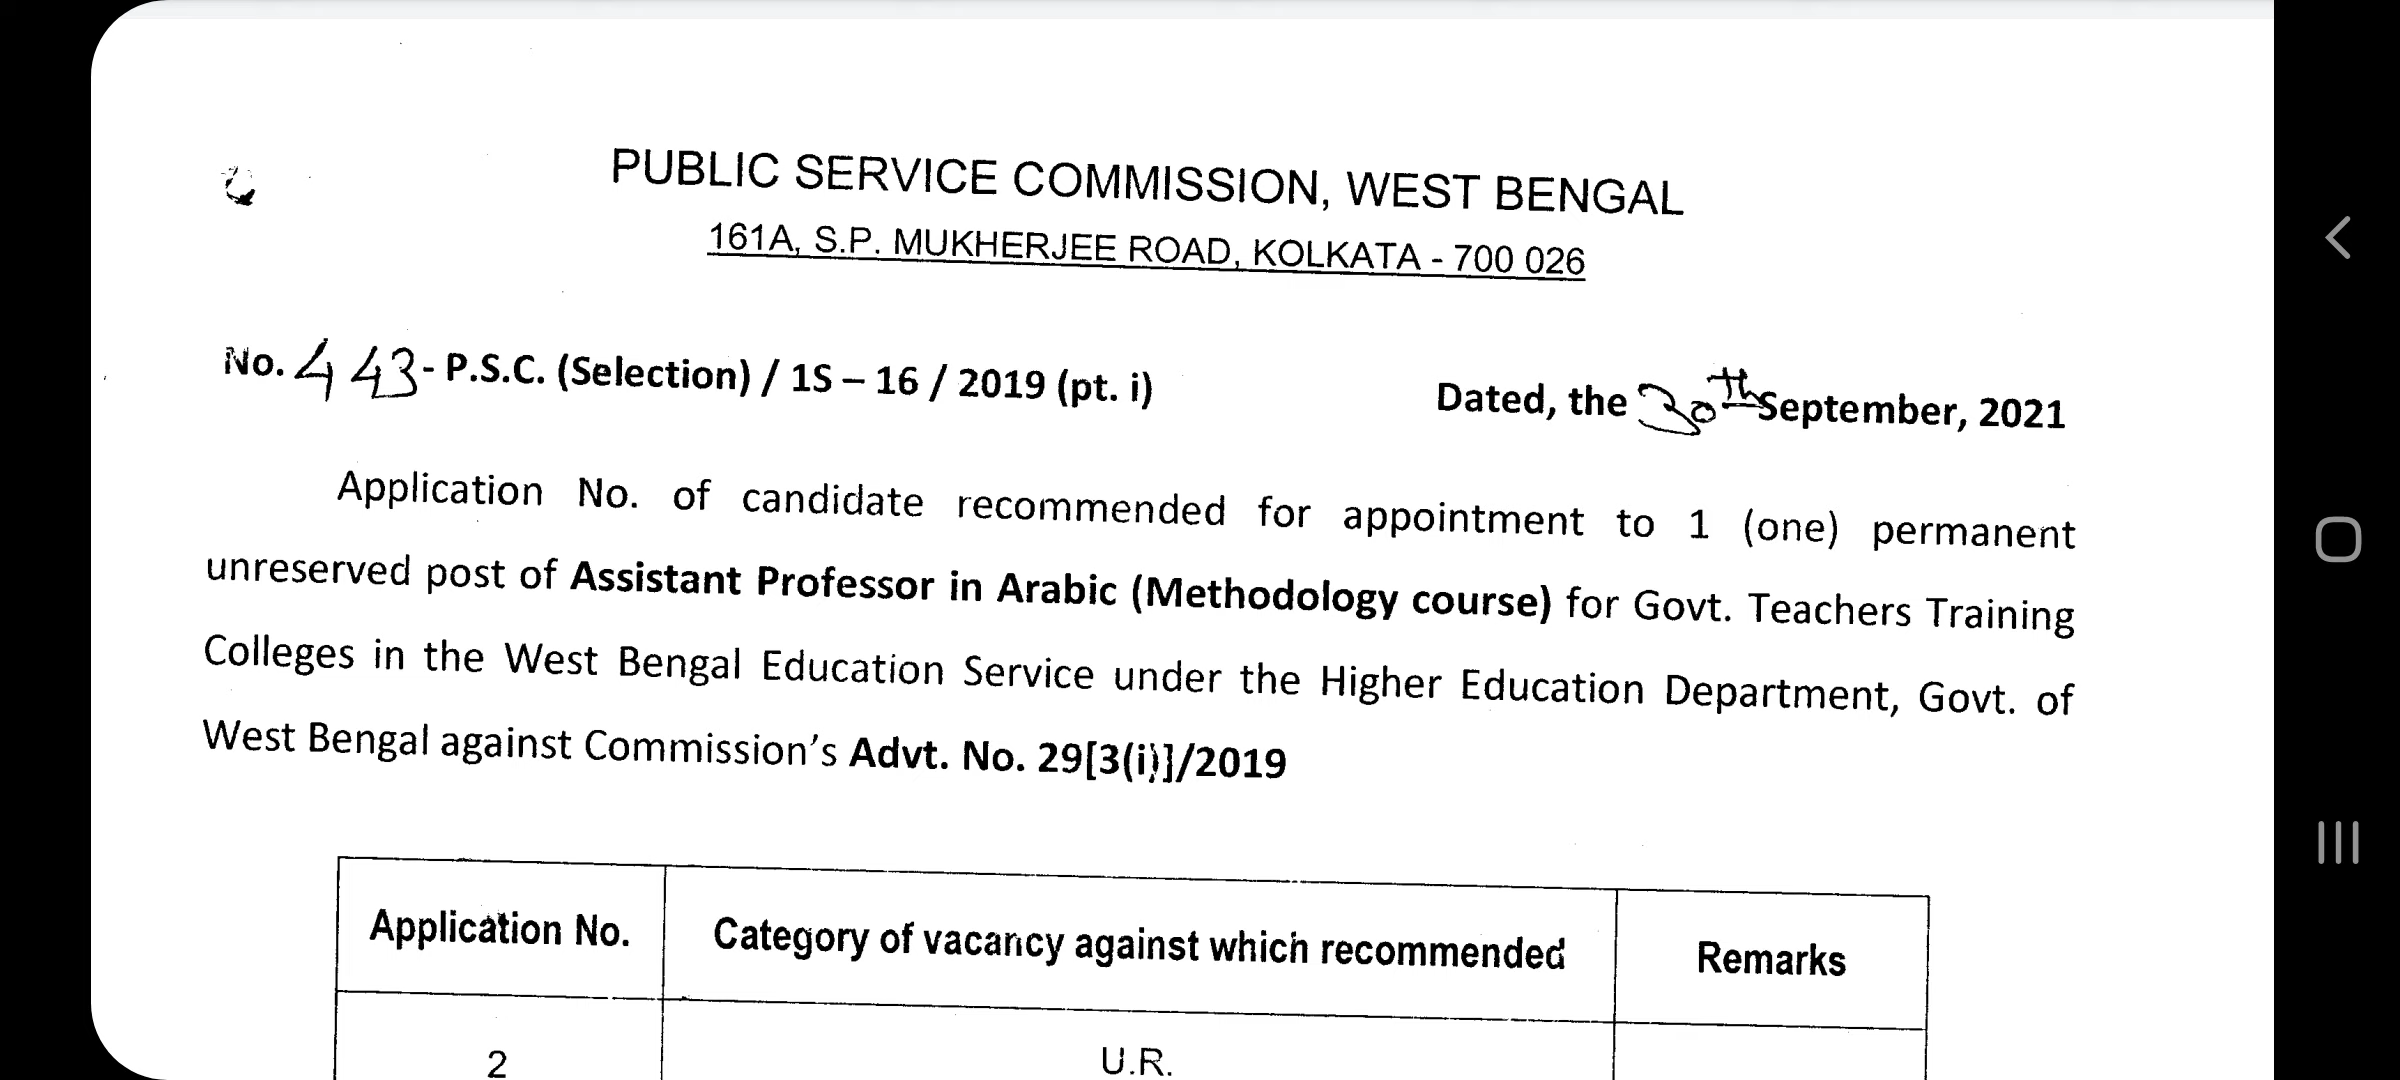 PUBLIC SERVICE COMMISSION, WEST BENGAL
161A, S.P. MUKHERJEE ROAD, KOLKATA - 700 026
No. 443- P.S.C. (Selection) / 1S – 16 / 2019 (pt. i)
Dated, the 30th September, 2021
Application No. of candidate recommended for appointment to 1 (one) permanent
unreserved post of Assistant Professor in Arabic (Methodology course) for Govt. Teachers Training
Colleges in the West Bengal Education Service under the Higher Education Department, Govt. of
West Bengal against Commission’s Advt. No. 29[3(i)]/2019
Application No. Category of vacancy against which recommended Remarks
2 U.R.